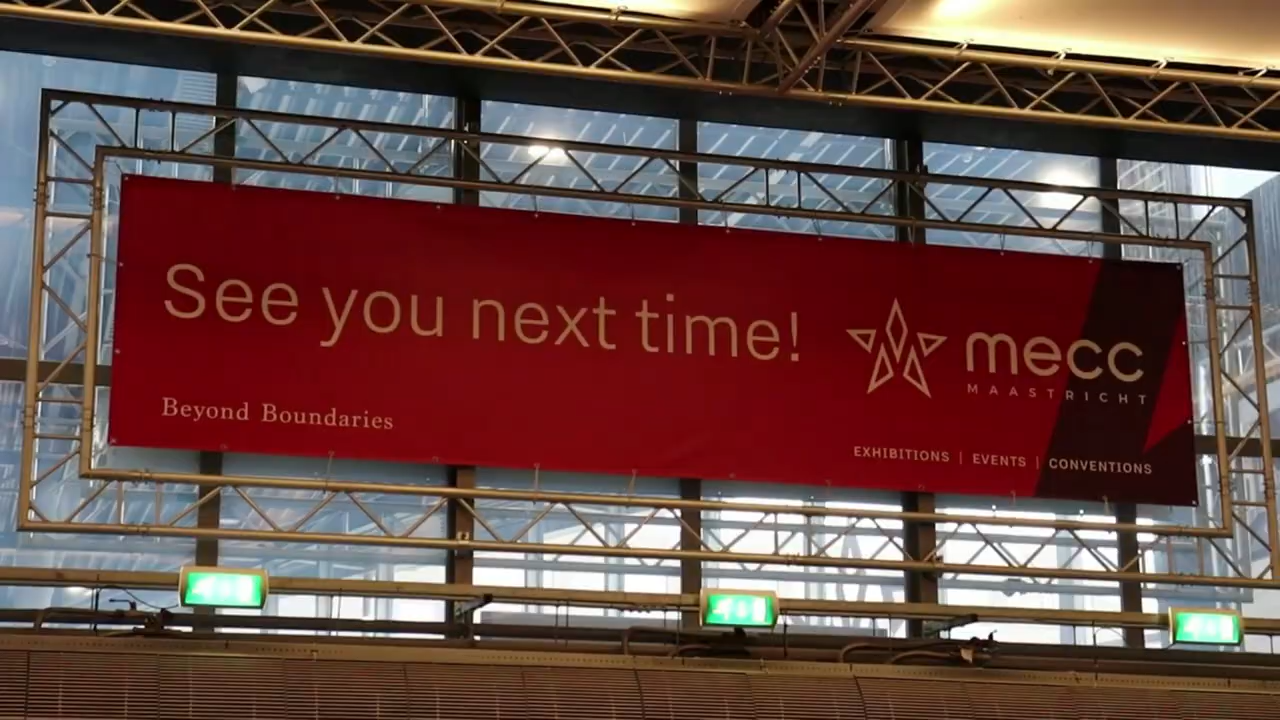 See you next time!
Beyond Boundaries
mecc
MAASTRICHT
EXHIBITIONS | EVENTS | CONVENTIONS